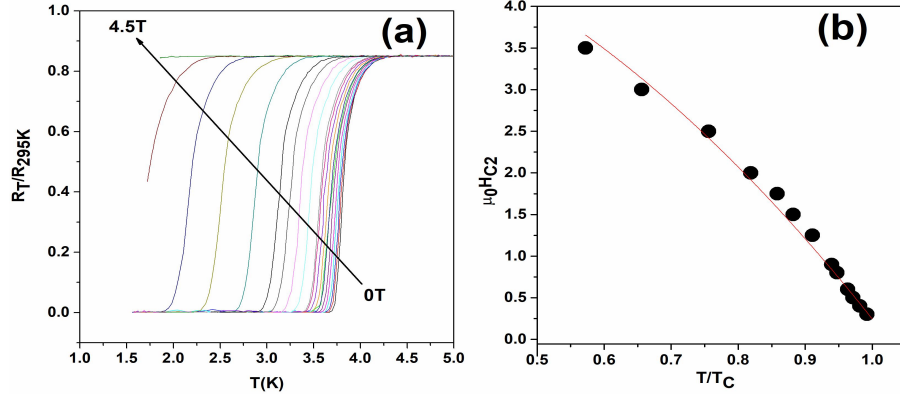 (a)
4.5T
0T
R_T/R_295K
1.0
0.8
0.6
0.4
0.2
0.0
1.0 1.5 2.0 2.5 3.0 3.5 4.0 4.5 5.0
T(K)
(b)
μ₀H_C2
4.0
3.5
3.0
2.5
2.0
1.5
1.0
0.5
0.0
0.5 0.6 0.7 0.8 0.9 1.0
T/T_C